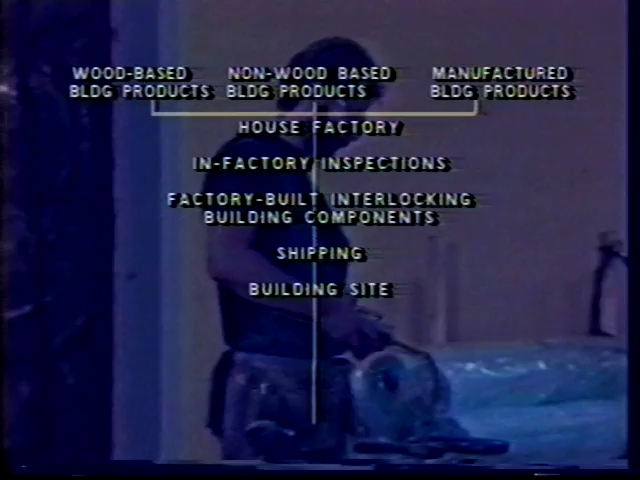 WOOD-BASED NON-WOOD BASED MANUFACTURED
BLDG PRODUCTS BLDG PRODUCTS BLDG PRODUCTS
HOUSE FACTORY
IN-FACTORY INSPECTIONS
FACTORY-BUILT INTERLOCKING
BUILDING COMPONENTS
SHIPPING
BUILDING SITE